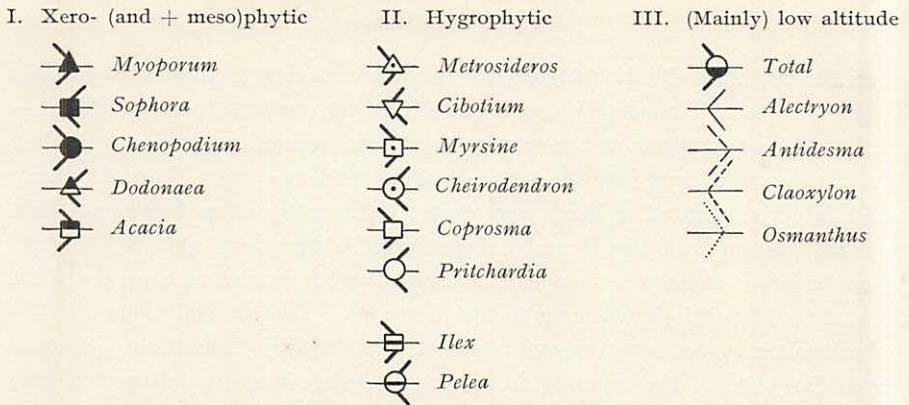 I. Xero- (and + meso)phytic
Myoporum
Sophora
Chenopodium
Dodonaea
Acacia
II. Hygrophytic
Metrosideros
Cibotium
Myrsine
Cheirodendron
Coprosma
Pritchardia
Ilex
Pelea
III. (Mainly) low altitude
Total
Alectryon
Antidesma
Claoxylon
Osmanthus